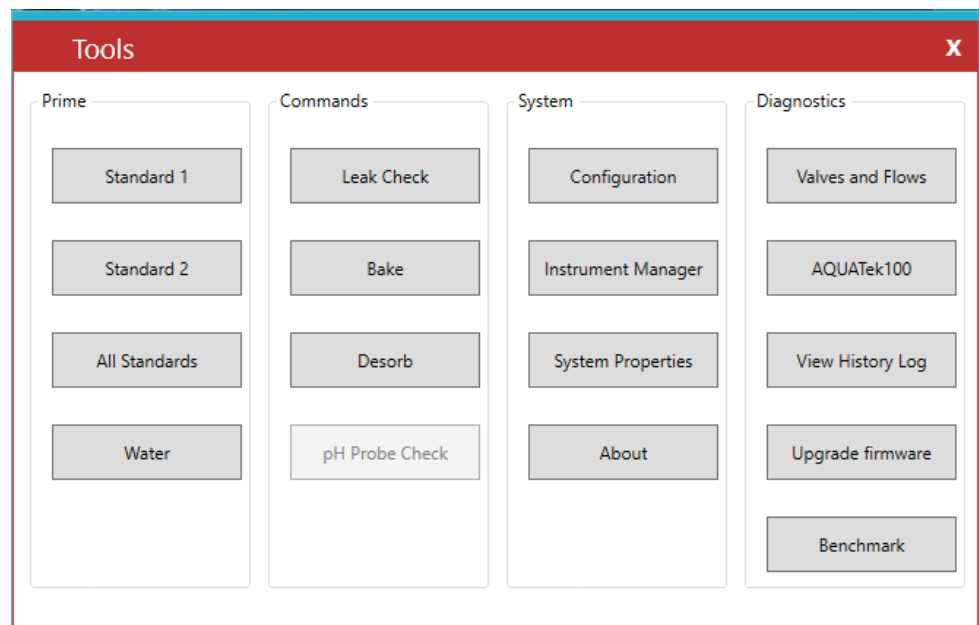 Tools
X
Prime
Standard 1
Standard 2
All Standards
Water
Commands
Leak Check
Bake
Desorb
pH Probe Check
System
Configuration
Instrument Manager
System Properties
About
Diagnostics
Valves and Flows
AQUATek100
View History Log
Upgrade firmware
Benchmark